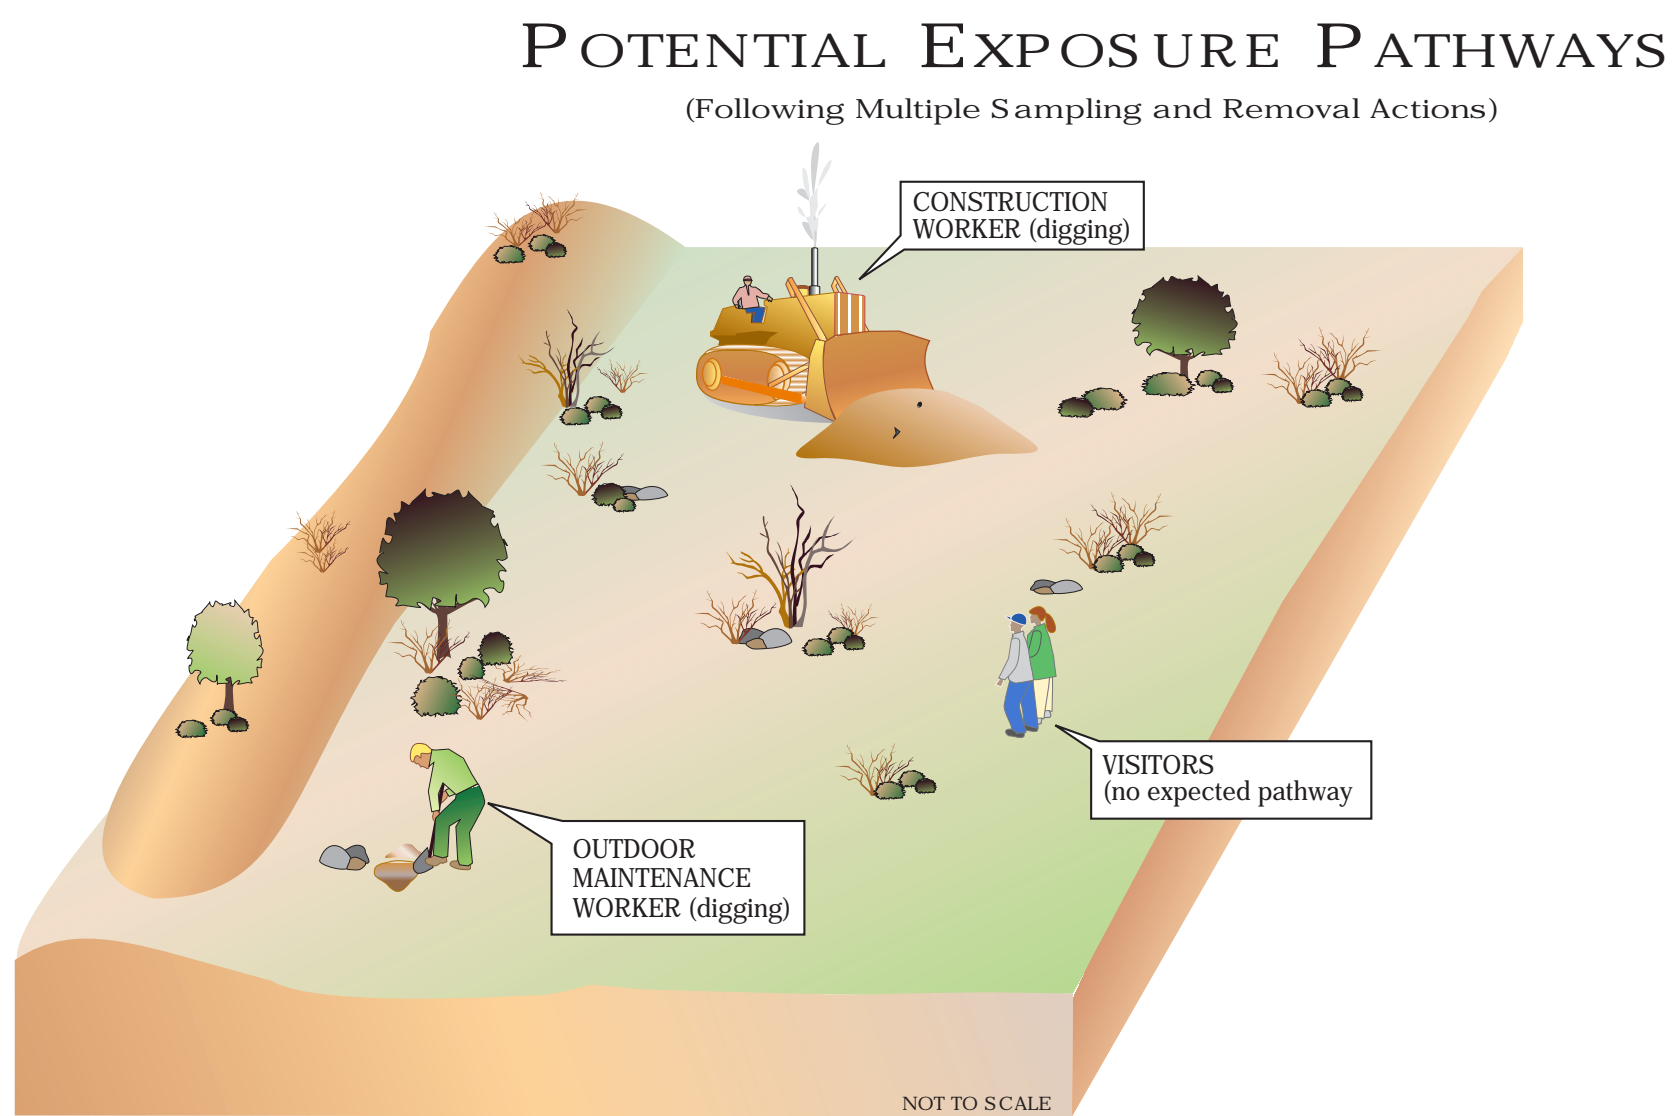 POTENTIAL EXPOSURE PATHWAYS
(Following Multiple Sampling and Removal Actions)
CONSTRUCTION
WORKER (digging)
VISITORS
(no expected pathway
OUTDOOR
MAINTENANCE
WORKER (digging)
NOT TO SCALE